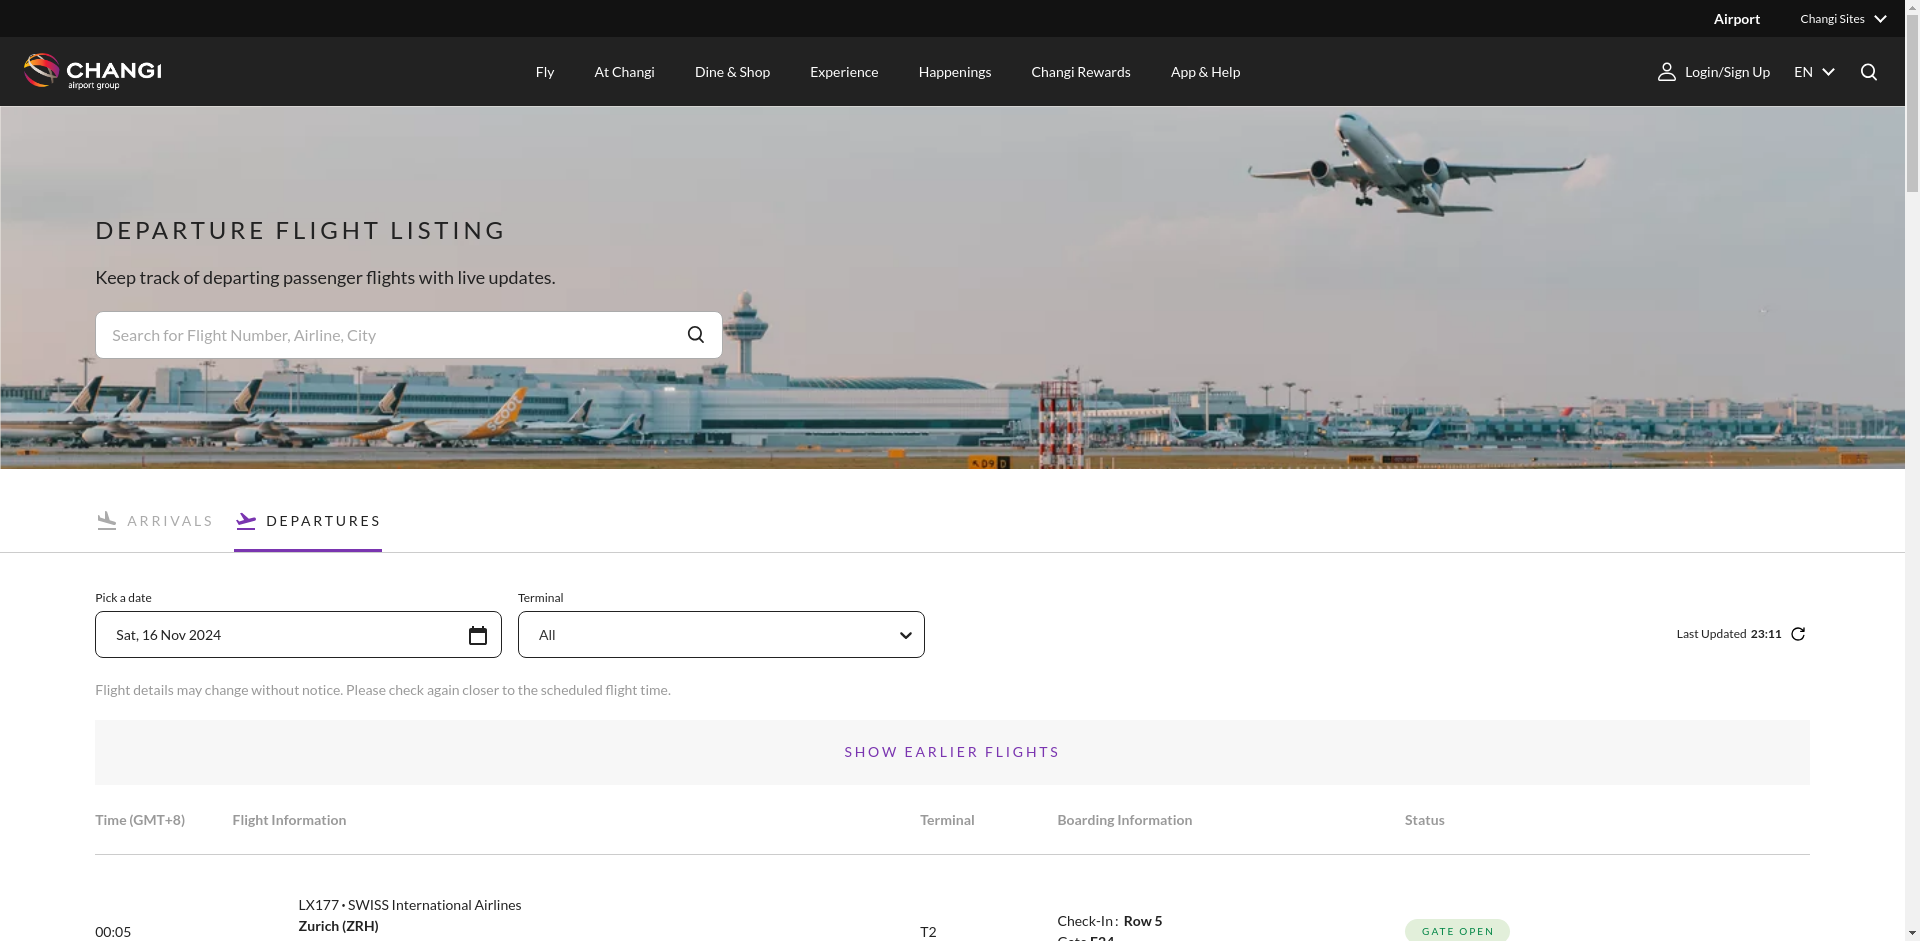 Airport
Changi Sites
CHANGI
airport group
Fly
At Changi
Dine & Shop
Experience
Happenings
Changi Rewards
App & Help
Login/Sign Up
EN
DEPARTURE FLIGHT LISTING
Keep track of departing passenger flights with live updates.
Search for Flight Number, Airline, City
scoot
D9 D
ARRIVALS
DEPARTURES
Pick a date
Terminal
Sat, 16 Nov 2024
All
Last Updated 23:11
Flight details may change without notice. Please check again closer to the scheduled flight time.
SHOW EARLIER FLIGHTS
Time (GMT+8)
Flight Information
Terminal
Boarding Information
Status
LX177 • SWISS International Airlines
Zurich (ZRH)
00:05
T2
Check-In : Row 5
Gate E24
GATE OPEN